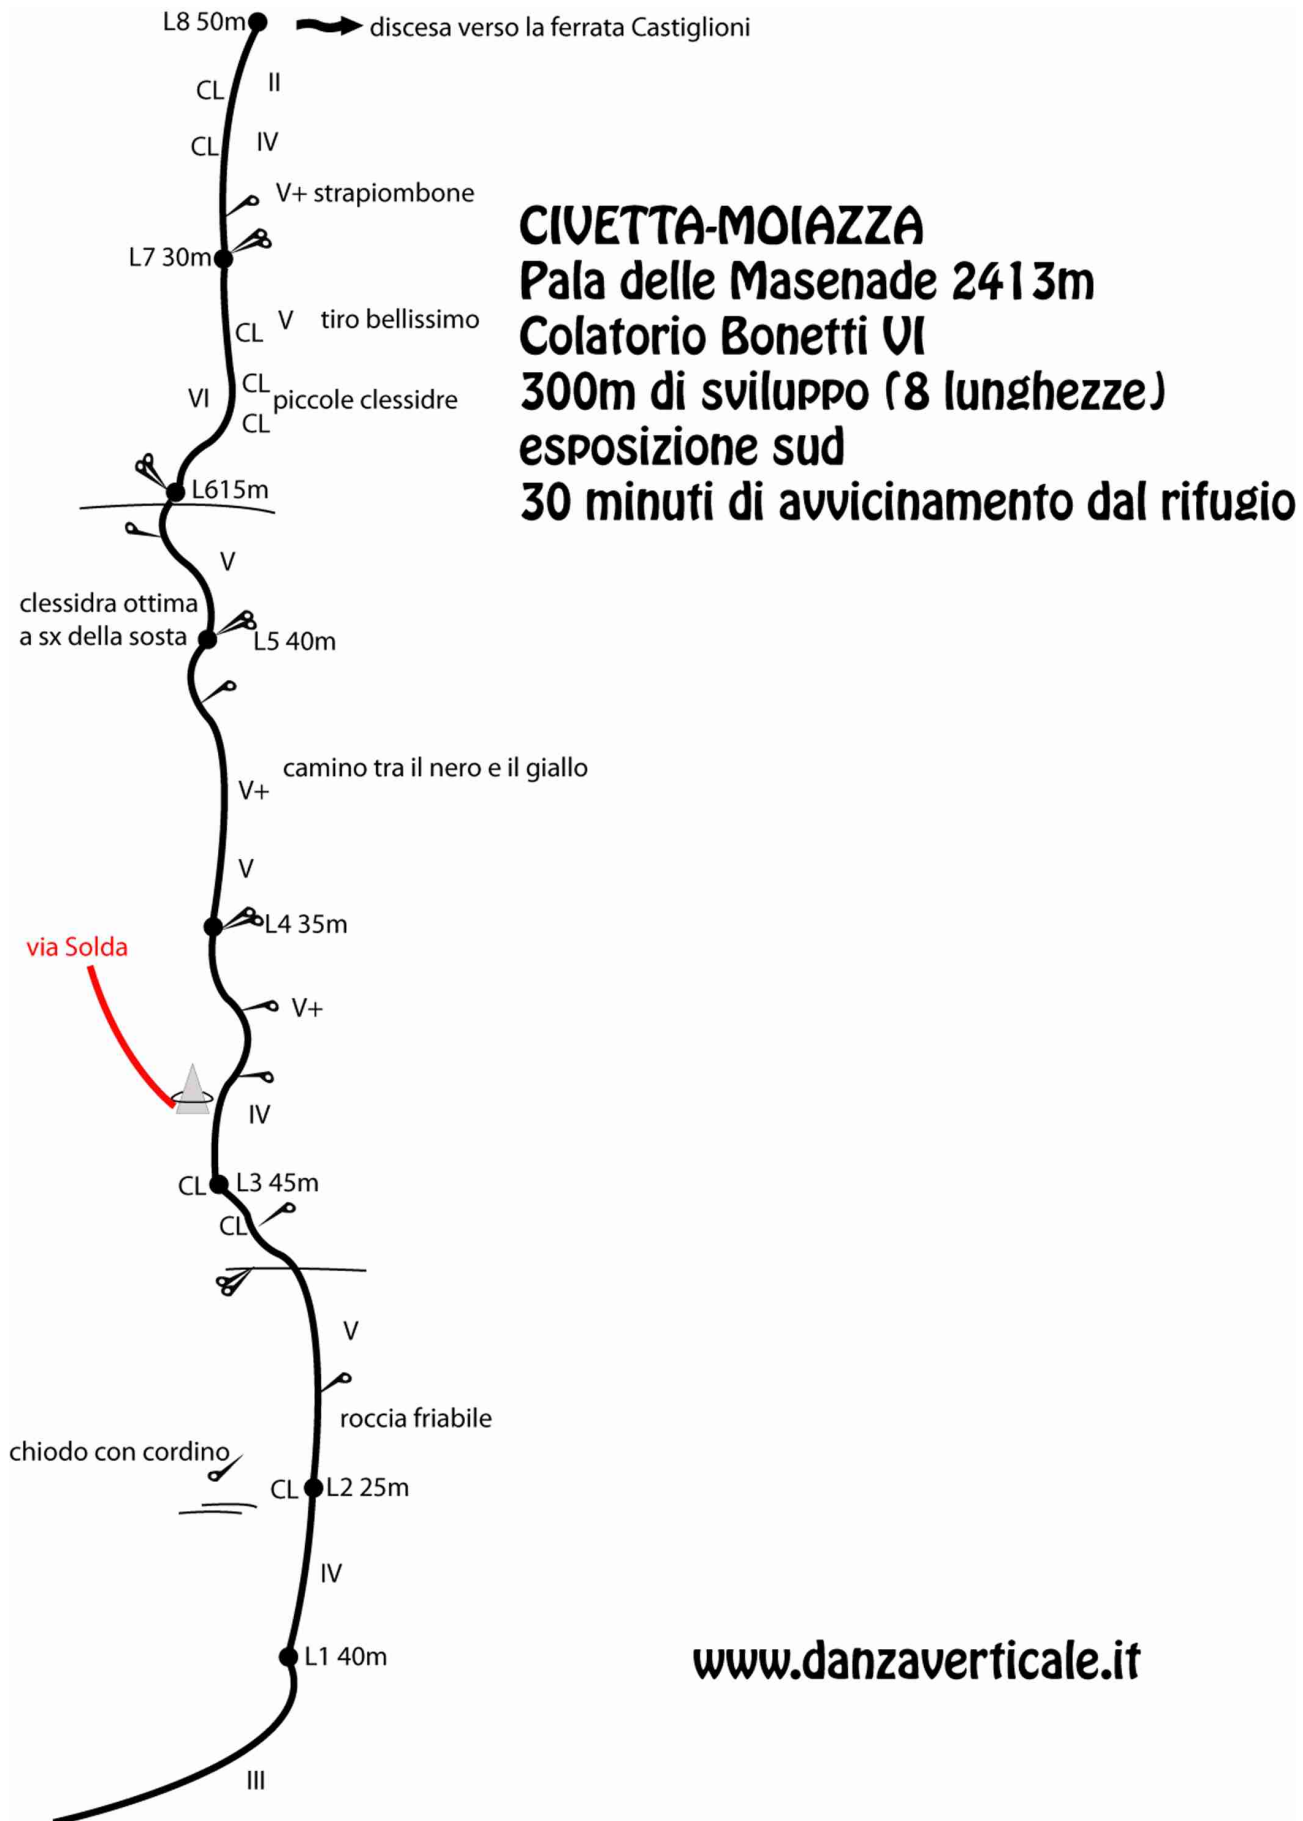 L8 50m
discesa verso la ferrata Castiglioni
CL
II
CL
IV
V+ strapiombone
CIVETTA-MOIAZZA
Pala delle Masenade 2413m
Colatorio Bonetti VI
300m di sviluppo (8 lunghezze)
esposizione sud
30 minuti di avvicinamento dal rifugio
L7 30m
CL
V
tiro bellissimo
VI
CL
piccole clessidre
CL
L615m
V
clessidra ottima
a sx della sosta
L5 40m
camino tra il nero e il giallo
V+
V
L4 35m
via Solda
V+
IV
CL
L3 45m
CL
V
roccia friabile
chiodo con cordino
CL
L2 25m
IV
L1 40m
www.danzaverticale.it
III